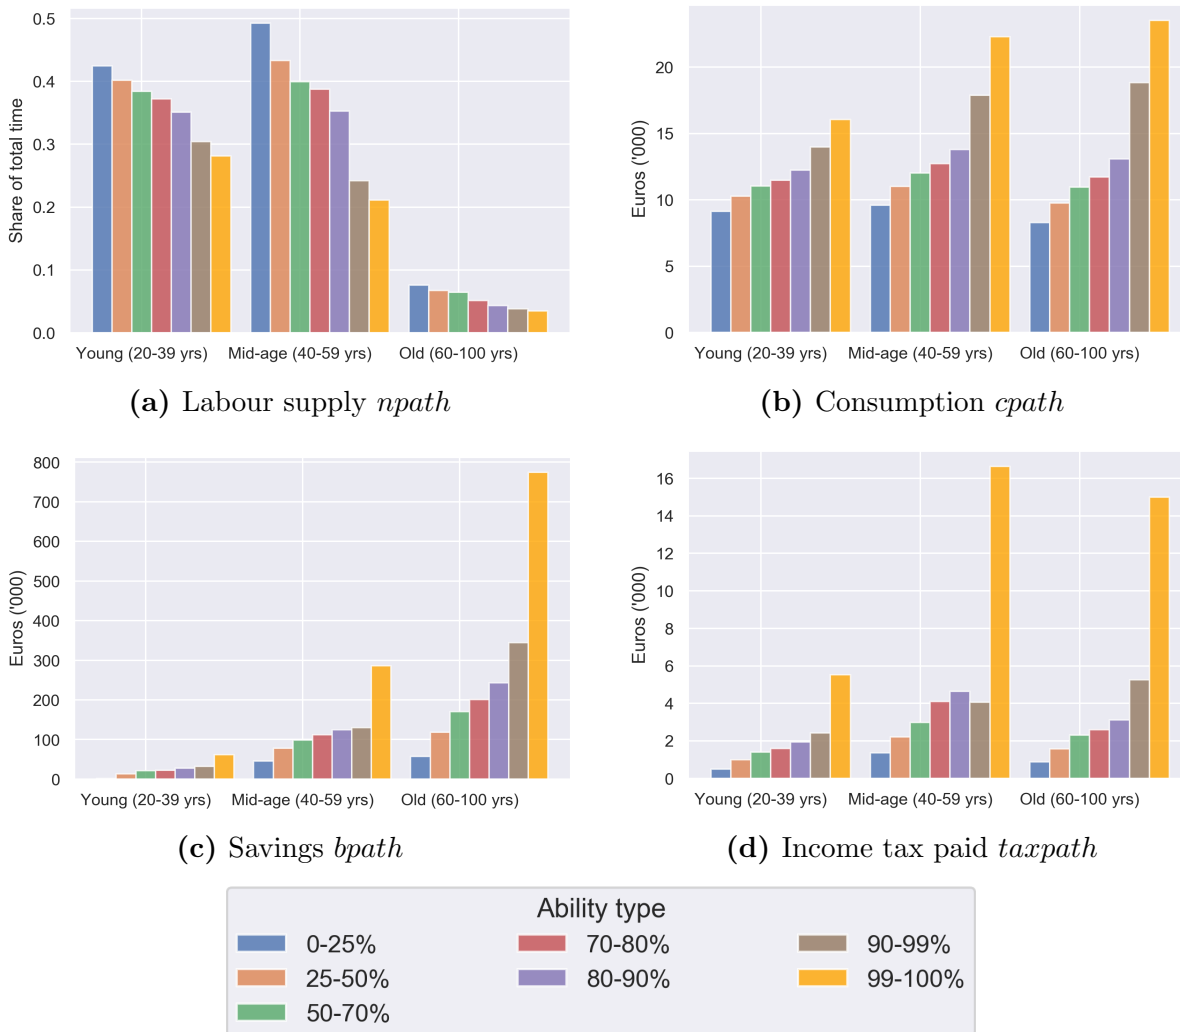 0.5
0.4
0.3
0.2
0.1
0.0
Share of total time
Young (20-39 yrs) Mid-age (40-59 yrs) Old (60-100 yrs)
(a) Labour supply npath
20
15
10
5
0
Euros ('000)
Young (20-39 yrs) Mid-age (40-59 yrs) Old (60-100 yrs)
(b) Consumption cpath
800
700
600
500
400
300
200
100
0
Euros ('000)
Young (20-39 yrs) Mid-age (40-59 yrs) Old (60-100 yrs)
(c) Savings bpath
16
14
12
10
8
6
4
2
0
Euros ('000)
Young (20-39 yrs) Mid-age (40-59 yrs) Old (60-100 yrs)
(d) Income tax paid taxpath
Ability type
0-25% 70-80% 90-99%
25-50% 80-90% 99-100%
50-70%